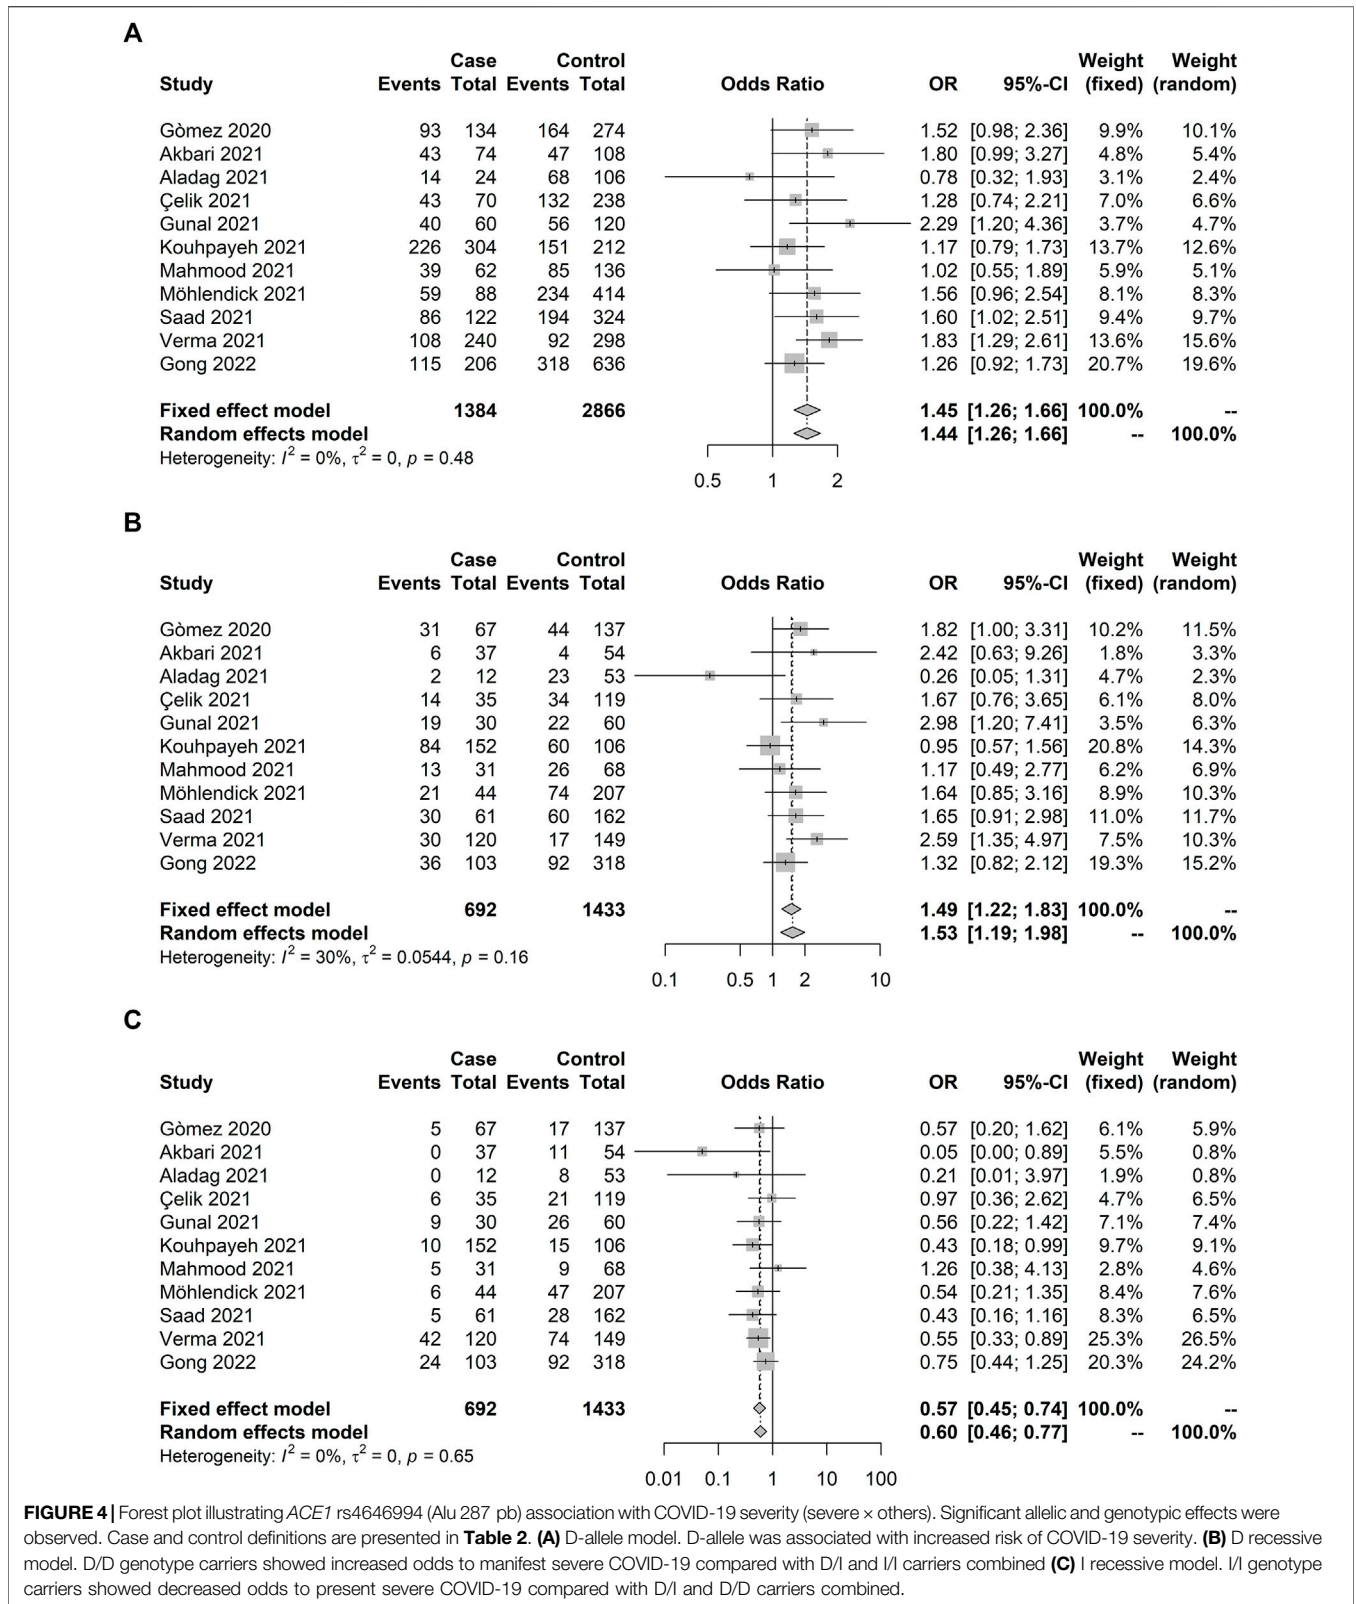 A
Case Control Weight Weight
Study Events Total Events Total Odds Ratio OR 95%-CI (fixed) (random)
Gòmez 2020 93 134 164 274 1.52 [0.98; 2.36] 9.9% 10.1%
Akbari 2021 43 74 47 108 1.80 [0.99; 3.27] 4.8% 5.4%
Aladag 2021 14 24 68 106 0.78 [0.32; 1.93] 3.1% 2.4%
Çelik 2021 43 70 132 238 1.28 [0.74; 2.21] 7.0% 6.6%
Gunal 2021 40 60 56 120 2.29 [1.20; 4.36] 3.7% 4.7%
Kouhpayeh 2021 226 304 151 212 1.17 [0.79; 1.73] 13.7% 12.6%
Mahmood 2021 39 62 85 136 1.02 [0.55; 1.89] 5.9% 5.1%
Möhlendick 2021 59 88 234 414 1.56 [0.96; 2.54] 8.1% 8.3%
Saad 2021 86 122 194 324 1.60 [1.02; 2.51] 9.4% 9.7%
Verma 2021 108 240 92 298 1.83 [1.29; 2.61] 13.6% 15.6%
Gong 2022 115 206 318 636 1.26 [0.92; 1.73] 20.7% 19.6%
Fixed effect model 1384 2866 1.45 [1.26; 1.66] 100.0% --
Random effects model 1.44 [1.26; 1.66] -- 100.0%
Heterogeneity: I² = 0%, τ² = 0, p = 0.48
0.5 1 2
B
Case Control Weight Weight
Study Events Total Events Total Odds Ratio OR 95%-CI (fixed) (random)
Gòmez 2020 31 67 44 137 1.82 [1.00; 3.31] 10.2% 11.5%
Akbari 2021 6 37 4 54 2.42 [0.63; 9.26] 1.8% 3.3%
Aladag 2021 2 12 23 53 0.26 [0.05; 1.31] 4.7% 2.3%
Çelik 2021 14 35 34 119 1.67 [0.76; 3.65] 6.1% 8.0%
Gunal 2021 19 30 22 60 2.98 [1.20; 7.41] 3.5% 6.3%
Kouhpayeh 2021 84 152 60 106 0.95 [0.57; 1.56] 20.8% 14.3%
Mahmood 2021 13 31 26 68 1.17 [0.49; 2.77] 6.2% 6.9%
Möhlendick 2021 21 44 74 207 1.64 [0.85; 3.16] 8.9% 10.3%
Saad 2021 30 61 60 162 1.65 [0.91; 2.98] 11.0% 11.7%
Verma 2021 30 120 17 149 2.59 [1.35; 4.97] 7.5% 10.3%
Gong 2022 36 103 92 318 1.32 [0.82; 2.12] 19.3% 15.2%
Fixed effect model 692 1433 1.49 [1.22; 1.83] 100.0% --
Random effects model 1.53 [1.19; 1.98] -- 100.0%
Heterogeneity: I² = 30%, τ² = 0.0544, p = 0.16
0.1 0.5 1 2 10
C
Case Control Weight Weight
Study Events Total Events Total Odds Ratio OR 95%-CI (fixed) (random)
Gòmez 2020 5 67 17 137 0.57 [0.20; 1.62] 6.1% 5.9%
Akbari 2021 0 37 11 54 0.05 [0.00; 0.89] 5.5% 0.8%
Aladag 2021 0 12 8 53 0.21 [0.01; 3.97] 1.9% 0.8%
Çelik 2021 6 35 21 119 0.97 [0.36; 2.62] 4.7% 6.5%
Gunal 2021 9 30 26 60 0.56 [0.22; 1.42] 7.1% 7.4%
Kouhpayeh 2021 10 152 15 106 0.43 [0.18; 0.99] 9.7% 9.1%
Mahmood 2021 5 31 9 68 1.26 [0.38; 4.13] 2.8% 4.6%
Möhlendick 2021 6 44 47 207 0.54 [0.21; 1.35] 8.4% 7.6%
Saad 2021 5 61 28 162 0.43 [0.16; 1.16] 8.3% 6.5%
Verma 2021 42 120 74 149 0.55 [0.33; 0.89] 25.3% 26.5%
Gong 2022 24 103 92 318 0.75 [0.44; 1.25] 20.3% 24.2%
Fixed effect model 692 1433 0.57 [0.45; 0.74] 100.0% --
Random effects model 0.60 [0.46; 0.77] -- 100.0%
Heterogeneity: I² = 0%, τ² = 0, p = 0.65
0.01 0.1 1 10 100
FIGURE 4 | Forest plot illustrating ACE1 rs4646994 (Alu 287 pb) association with COVID-19 severity (severe × others). Significant allelic and genotypic effects were
observed. Case and control definitions are presented in Table 2. (A) D-allele model. D-allele was associated with increased risk of COVID-19 severity. (B) D recessive
model. D/D genotype carriers showed increased odds to manifest severe COVID-19 compared with D/I and I/I carriers combined (C) I recessive model. I/I genotype
carriers showed decreased odds to present severe COVID-19 compared with D/I and D/D carriers combined.